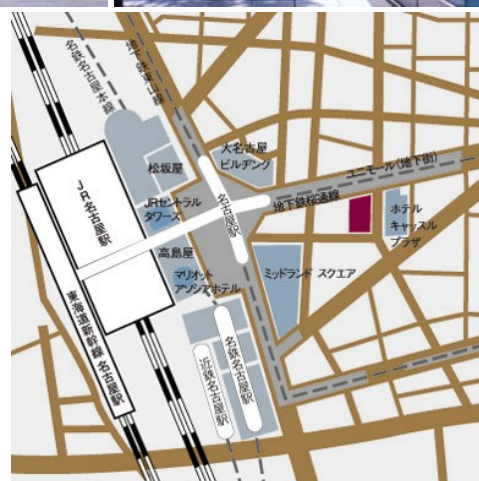 名鉄名古屋本線
地下鉄東山線
松坂屋
大名古屋
ビルヂング
ユニモール(地下街)
JR名古屋駅
JRセントラル
タワーズ
名古屋駅
地下鉄桜通線
ホテル
キャッスル
プラザ
高島屋
ミッドランド スクエア
マリオット
アソシアホテル
東海道新幹線 名古屋駅
近鉄名古屋駅
名鉄名古屋駅